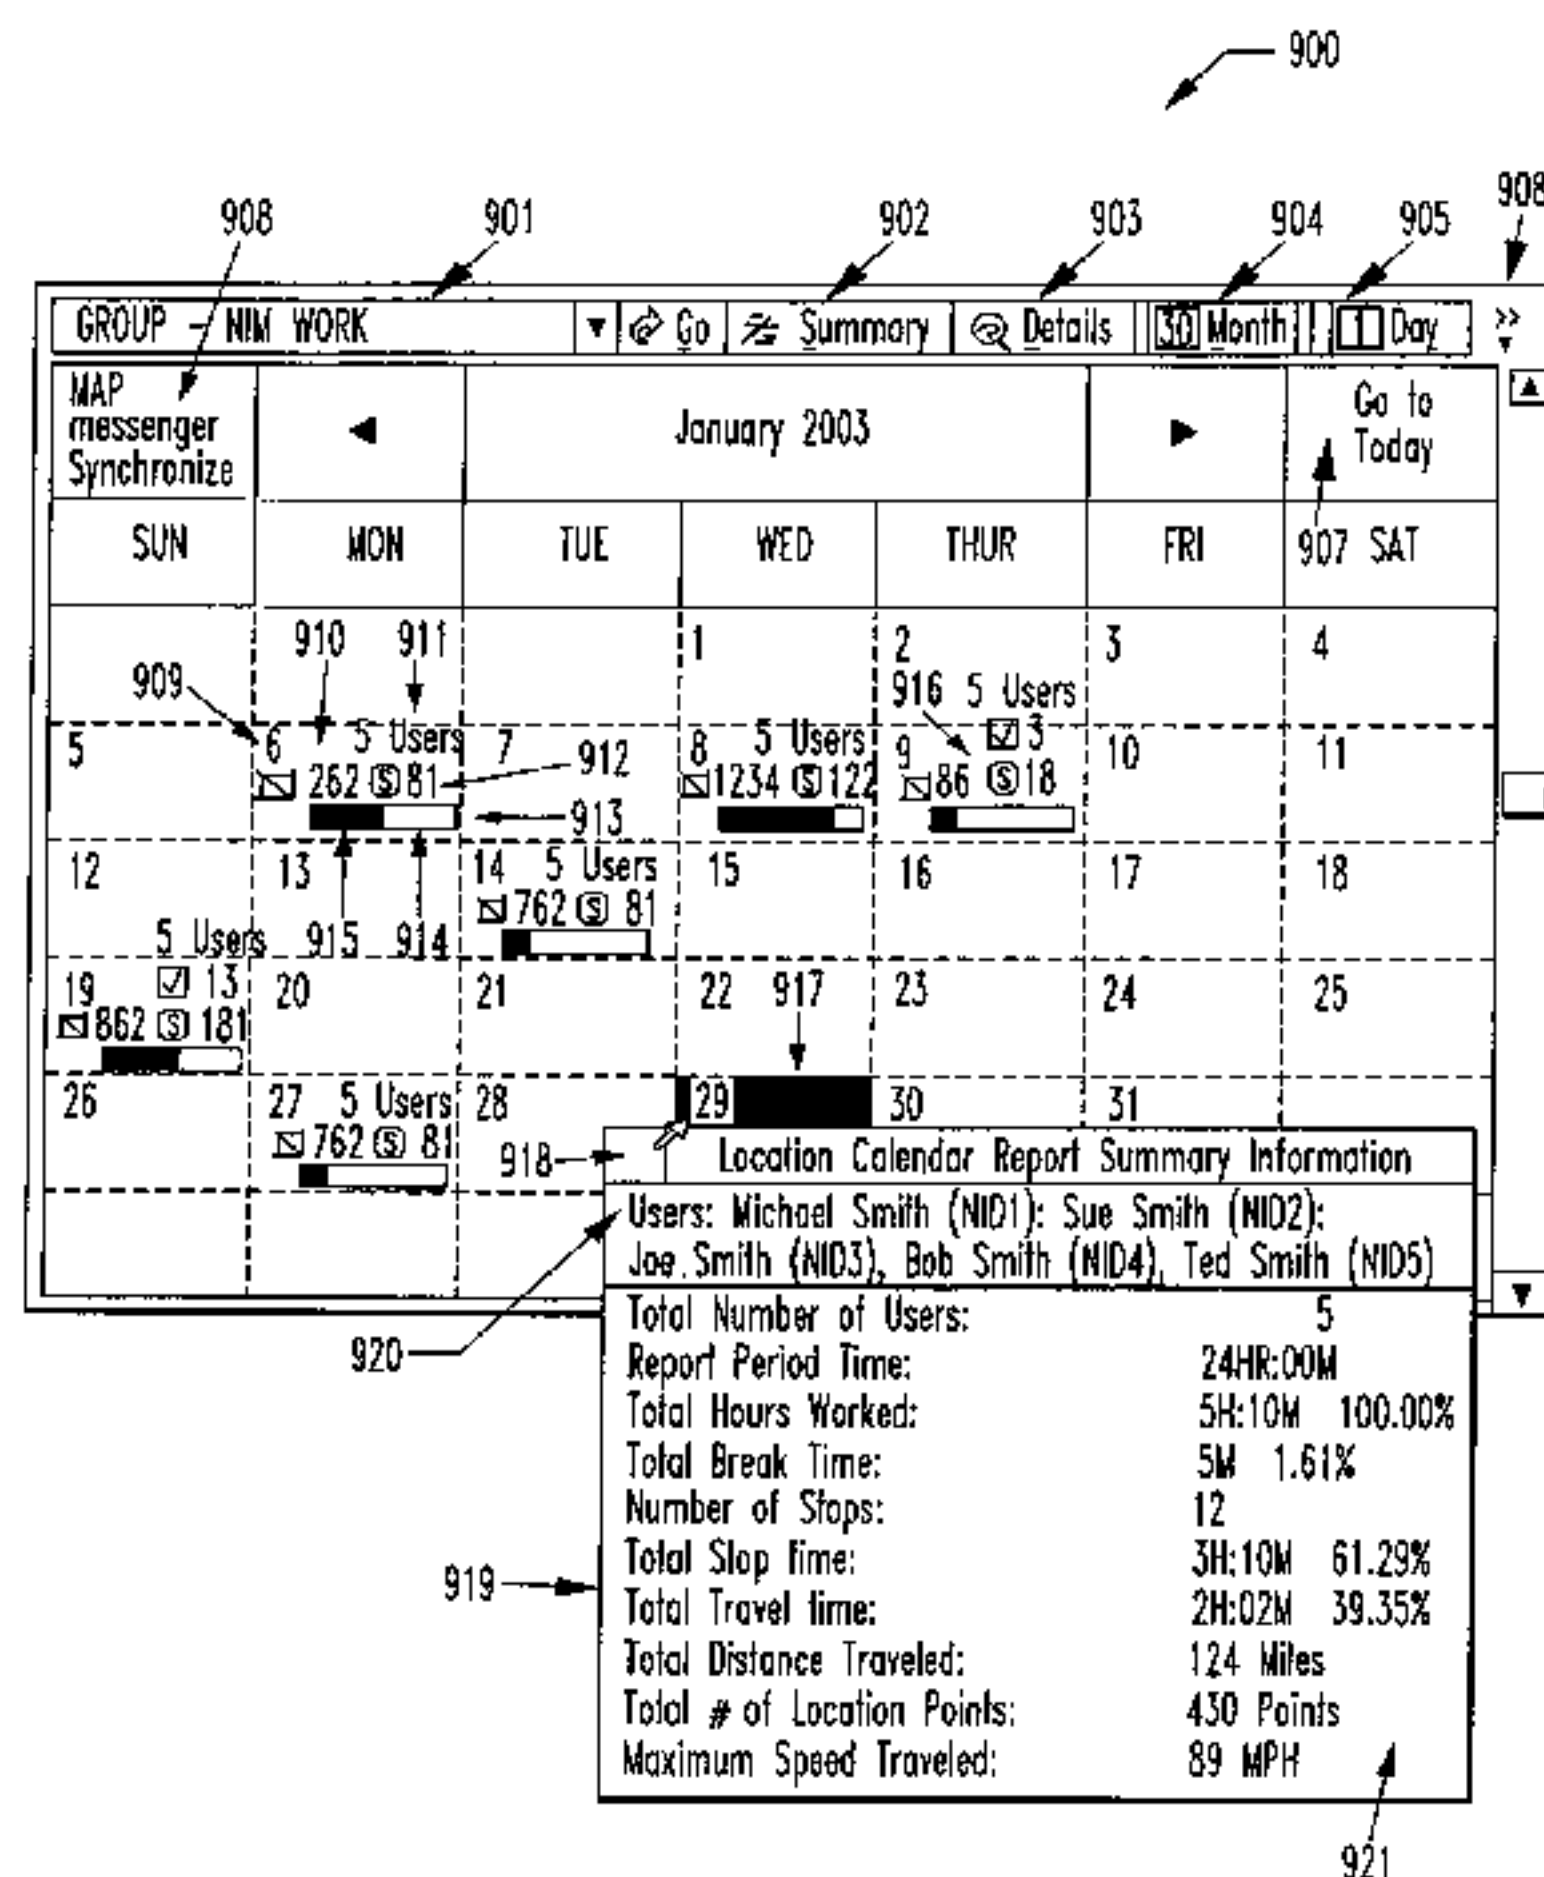 900
908 901 902 903 904 905 908
GROUP - NIM WORK Go Summary Details 30 Month 1 Day >>
MAP
messenger
Synchronize
January 2003
Go to
Today
SUN MON TUE WED THUR FRI 907 SAT
909 910 911 1 2 3 4
916 5 Users
5 6 5 Users 7 912 8 5 Users 9 3 10 11
262 S 81 1234 S 122 86 S 18
913
12 13 14 5 Users 15 16 17 18
762 S 81
5 Users 915 914
19 13 20 21 22 917 23 24 25
862 S 181
26 27 5 Users 28 29 30 31
762 S 81
918 Location Calendar Report Summary Information
920 Users: Michael Smith (NID1): Sue Smith (NID2):
Joe Smith (NID3), Bob Smith (NID4), Ted Smith (NID5)
Total Number of Users: 5
Report Period Time: 24HR:00M
Total Hours Worked: 5H:10M 100.00%
Total Break Time: 5M 1.61%
Number of Stops: 12
919
Total Stop time: 3H:10M 61.29%
Total Travel time: 2H:02M 39.35%
Total Distance Traveled: 124 Miles
Total # of Location Points: 430 Points
Maximum Speed Traveled: 89 MPH
921